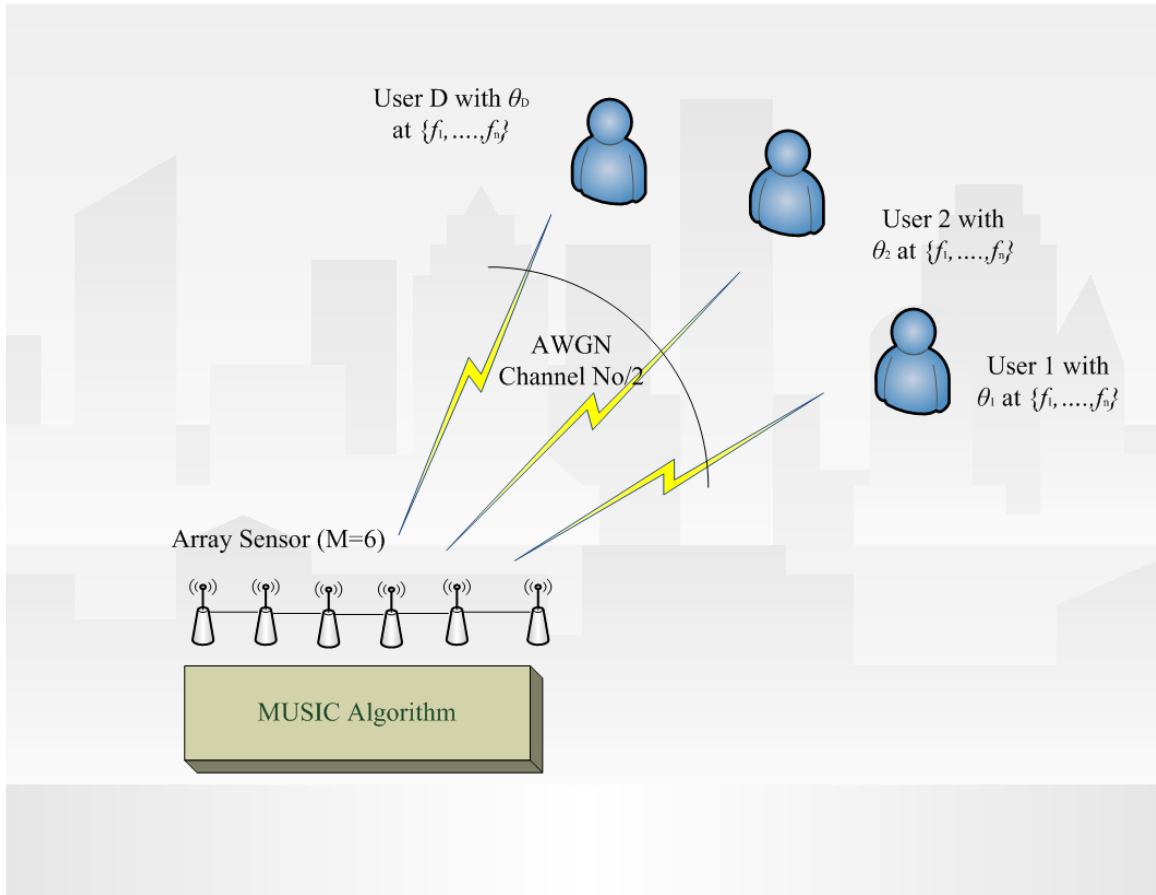 User D with θD
at {f1,....,fn}
User 2 with
θ2 at {f1,....,fn}
User 1 with
θ1 at {f1,....,fn}
AWGN
Channel No/2
Array Sensor (M=6)
MUSIC Algorithm